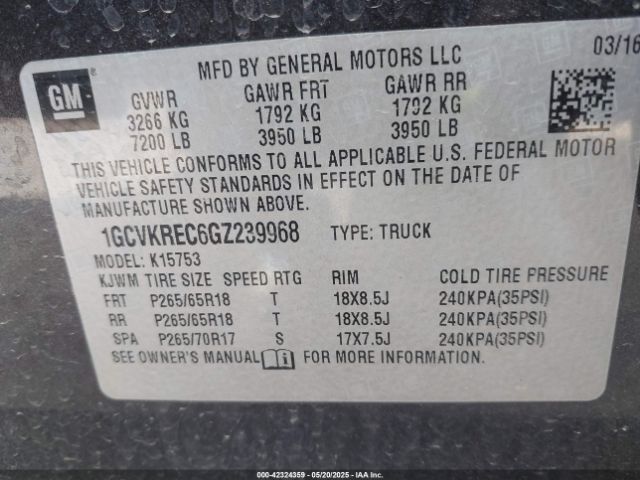 MFD BY GENERAL MOTORS LLC 03/16
GM
GVWR GAWR FRT GAWR RR
3266 KG 1792 KG 1792 KG
7200 LB 3950 LB 3950 LB
THIS VEHICLE CONFORMS TO ALL APPLICABLE U.S. FEDERAL MOTOR
VEHICLE SAFETY STANDARDS IN EFFECT ON THE DATE OF
MANUFACTURE SHOWN ABOVE.
1GCVKREC6GZ239968 TYPE: TRUCK
MODEL: K15753
KJWM TIRE SIZE SPEED RTG RIM COLD TIRE PRESSURE
FRT P265/65R18 T 18X8.5J 240KPA(35PSI)
RR P265/65R18 T 18X8.5J 240KPA(35PSI)
SPA P265/70R17 S 17X7.5J 240KPA(35PSI)
SEE OWNER'S MANUAL FOR MORE INFORMATION.
000-42324359 - 05/20/2025 - IAAI.COM